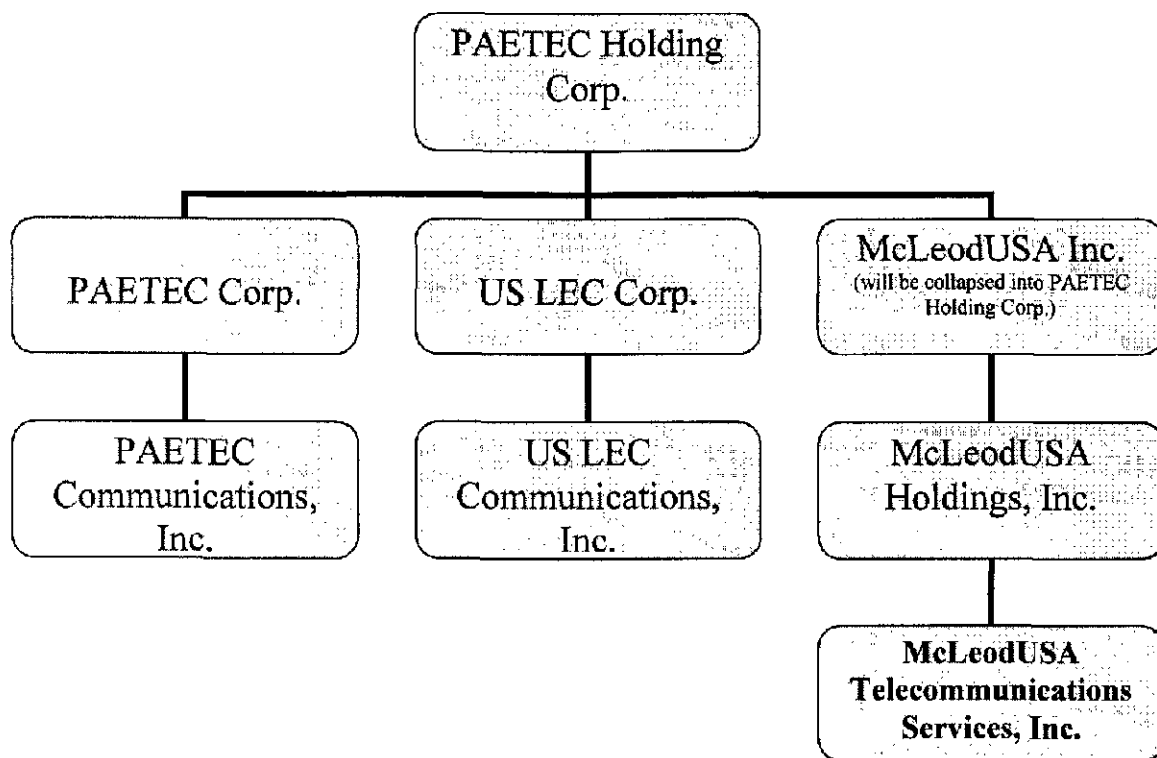 PAETEC Holding
Corp.
PAETEC Corp.
US LEC Corp.
McLeodUSA Inc.
(will be collapsed into PAETEC
Holding Corp.)
PAETEC
Communications,
Inc.
US LEC
Communications,
Inc.
McLeodUSA
Holdings, Inc.
McLeodUSA
Telecommunications
Services, Inc.